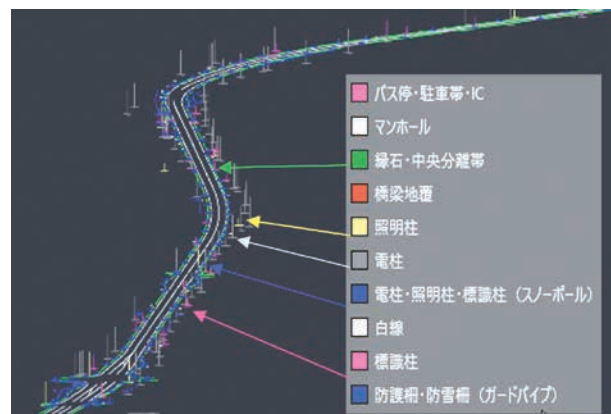 バス停・駐車帯・IC
マンホール
縁石・中央分離帯
橋梁地覆
照明柱
電柱
電柱・照明柱・標識柱（スノーポール）
白線
標識柱
防護柵・防雪柵（ガードパイプ）